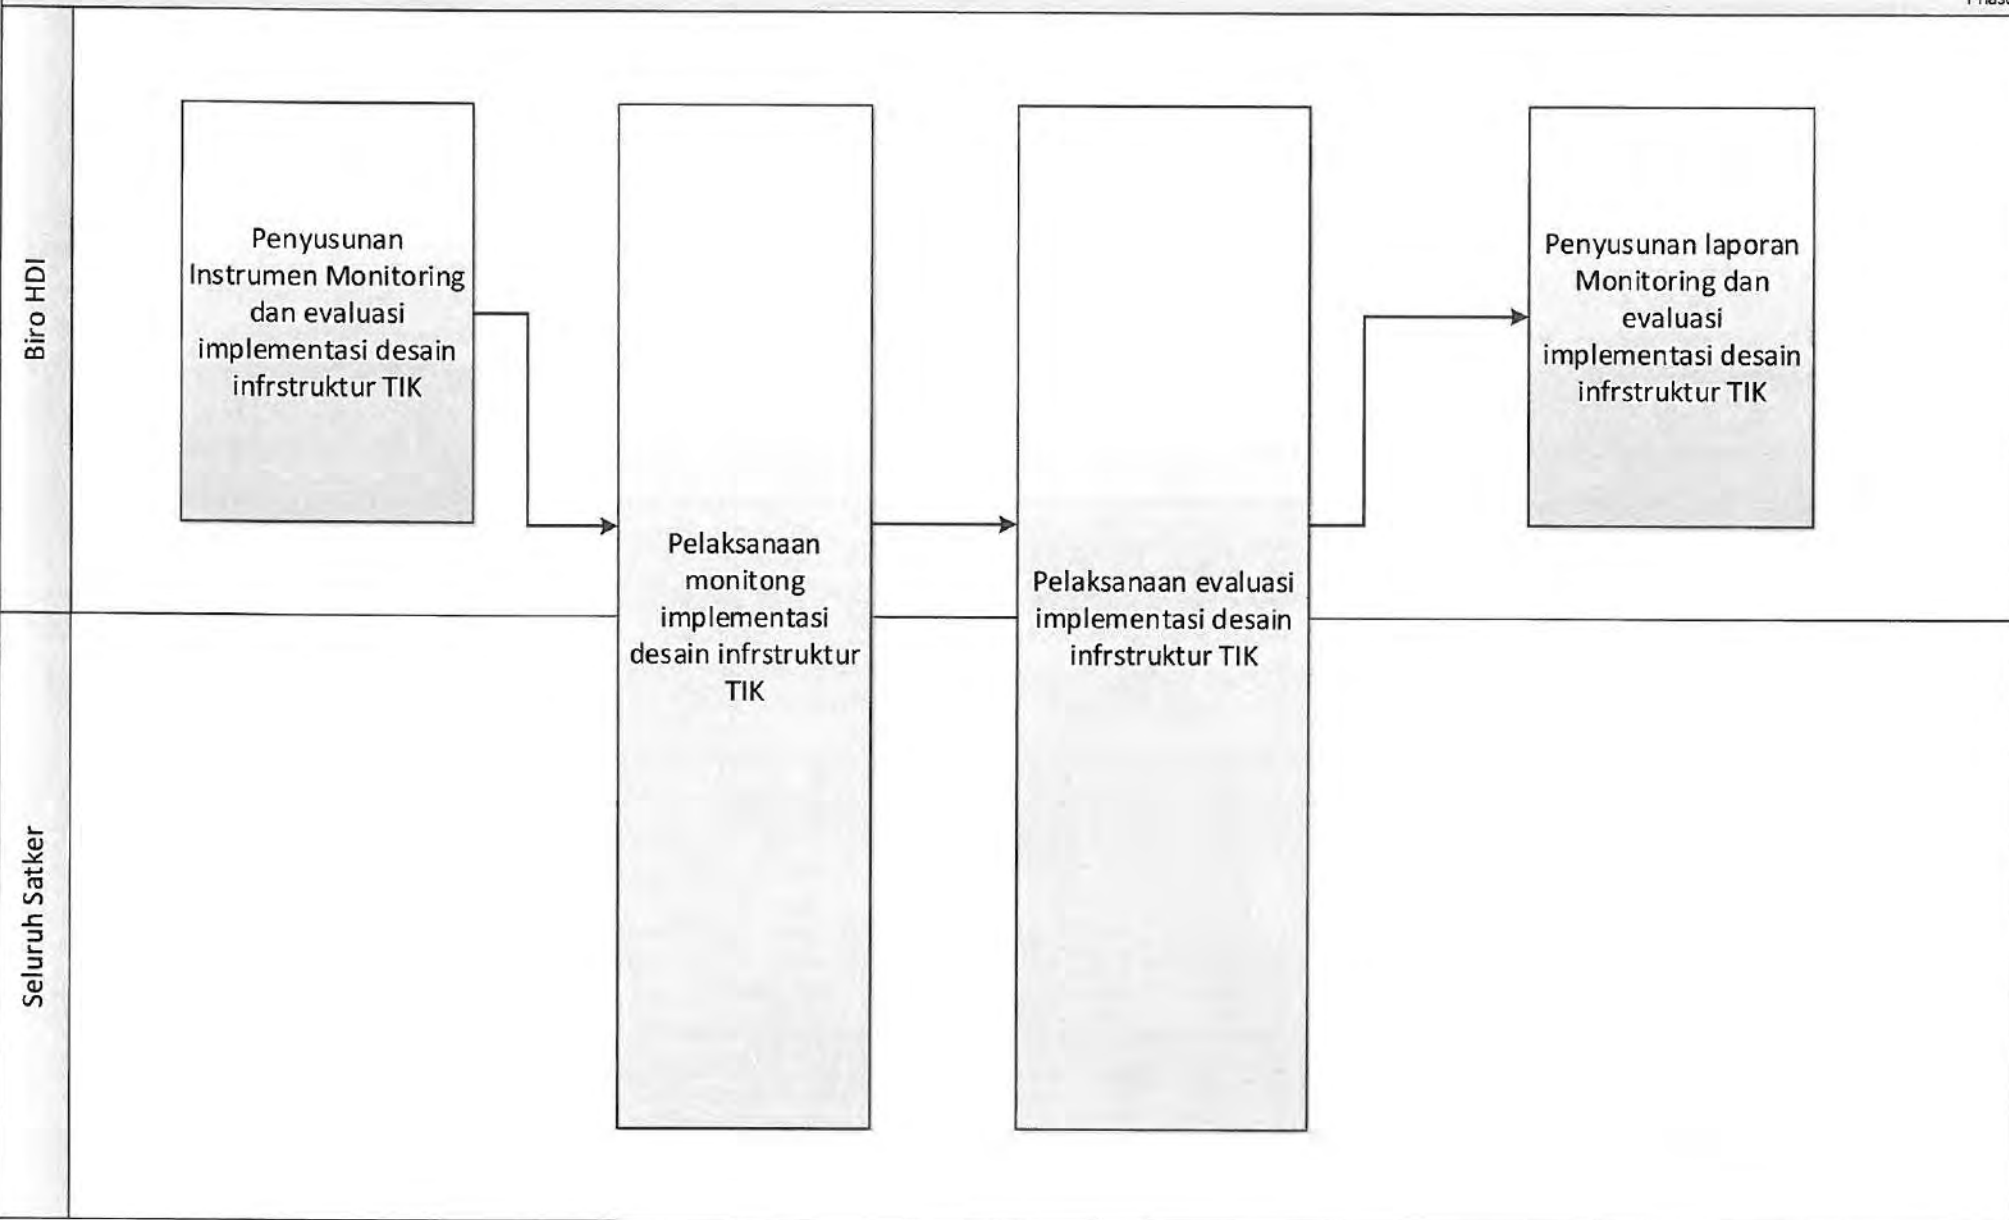 Biro HDI
Penyusunan
Instrumen Monitoring
dan evaluasi
implementasi desain
infrstruktur TIK
Pelaksanaan
monitong
implementasi
desain infrstruktur
TIK
Pelaksanaan evaluasi
implementasi desain
infrstruktur TIK
Penyusunan laporan
Monitoring dan
evaluasi
implementasi desain
infrstruktur TIK
Seluruh Satker